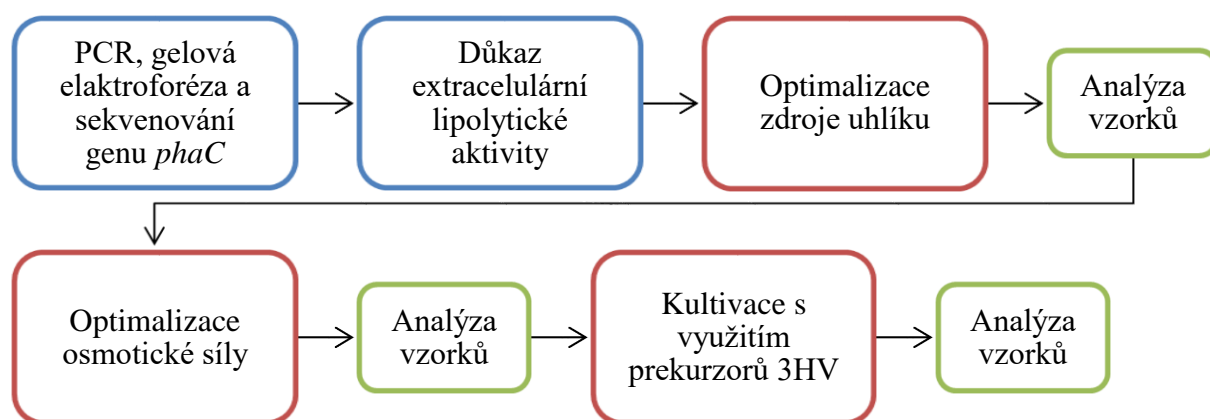 PCR, gelová
elaktroforéza a
sekvenování
genu phaC
Důkaz
extracelulární
lipolytické
aktivity
Optimalizace
zdroje uhlíku
Analýza
vzorků
Optimalizace
osmotické síly
Analýza
vzorků
Kultivace s
využitím
prekurzorů 3HV
Analýza
vzorků